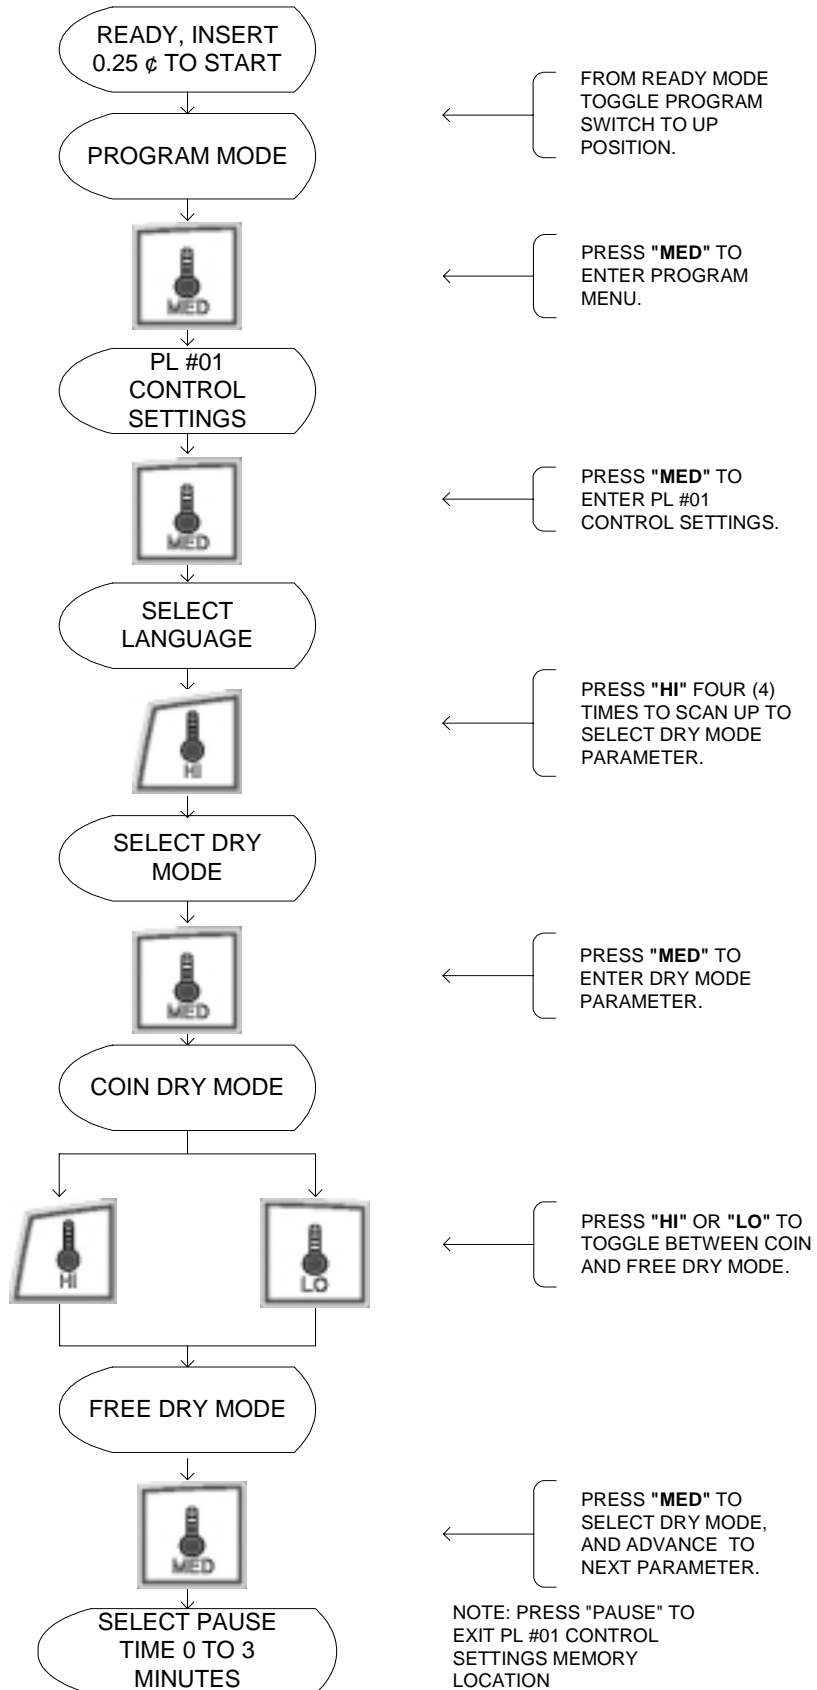 READY, INSERT
0.25 ¢ TO START
FROM READY MODE
TOGGLE PROGRAM
SWITCH TO UP
POSITION.
PROGRAM MODE
MED
PRESS "MED" TO
ENTER PROGRAM
MENU.
PL #01
CONTROL
SETTINGS
MED
PRESS "MED" TO
ENTER PL #01
CONTROL SETTINGS.
SELECT
LANGUAGE
HI
PRESS "HI" FOUR (4)
TIMES TO SCAN UP TO
SELECT DRY MODE
PARAMETER.
SELECT DRY
MODE
MED
PRESS "MED" TO
ENTER DRY MODE
PARAMETER.
COIN DRY MODE
HI
LO
PRESS "HI" OR "LO" TO
TOGGLE BETWEEN COIN
AND FREE DRY MODE.
FREE DRY MODE
MED
PRESS "MED" TO
SELECT DRY MODE,
AND ADVANCE TO
NEXT PARAMETER.
SELECT PAUSE
TIME 0 TO 3
MINUTES
NOTE: PRESS "PAUSE" TO
EXIT PL #01 CONTROL
SETTINGS MEMORY
LOCATION